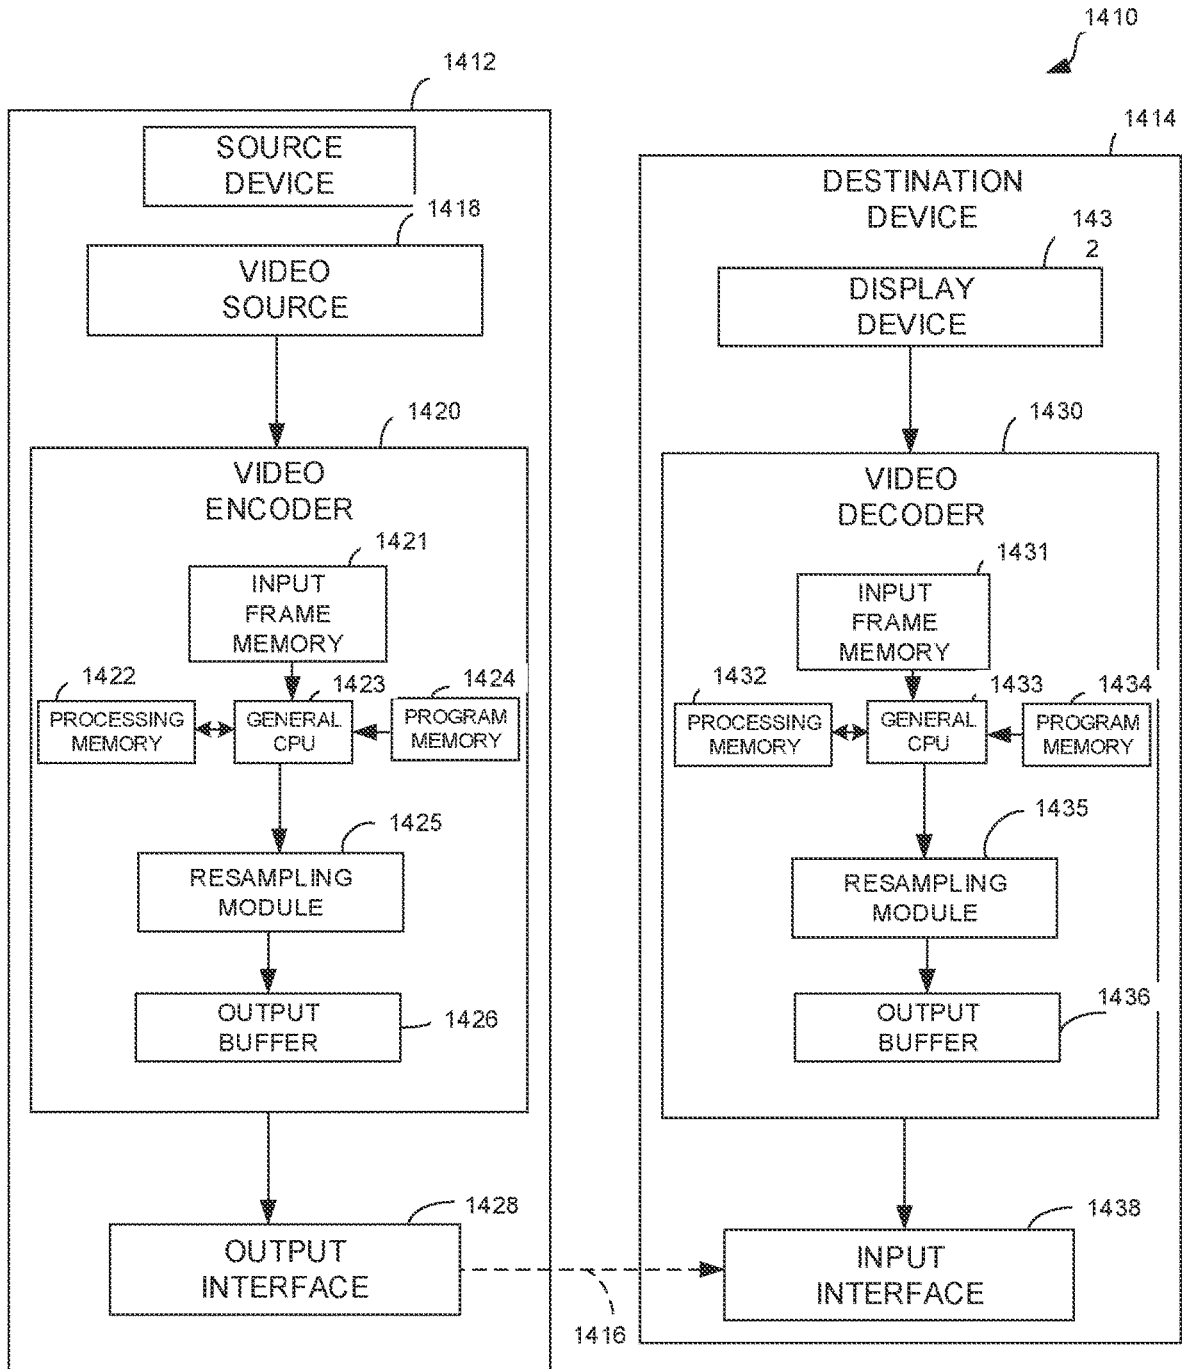 1410
1412
SOURCE
DEVICE
1418
VIDEO
SOURCE
1420
VIDEO
ENCODER
1421
INPUT
FRAME
MEMORY
1422
PROCESSING
MEMORY
1423
GENERAL
CPU
1424
PROGRAM
MEMORY
1425
RESAMPLING
MODULE
OUTPUT
BUFFER
1426
1428
OUTPUT
INTERFACE
1416
1414
DESTINATION
DEVICE
143
2
DISPLAY
DEVICE
1430
VIDEO
DECODER
1431
INPUT
FRAME
MEMORY
1432
PROCESSING
MEMORY
1433
GENERAL
CPU
1434
PROGRAM
MEMORY
1435
RESAMPLING
MODULE
OUTPUT
BUFFER
1436
1438
INPUT
INTERFACE